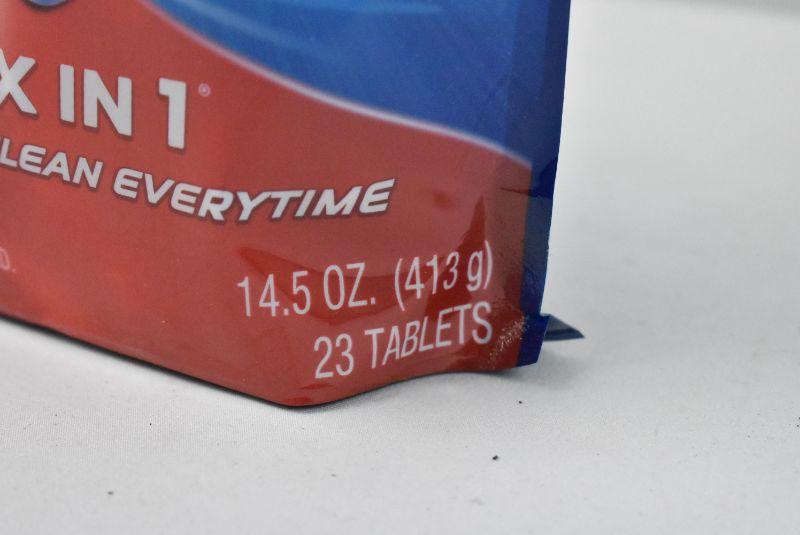 X IN 1®
LEAN EVERYTIME
D.
14.5 OZ. (413 g)
23 TABLETS